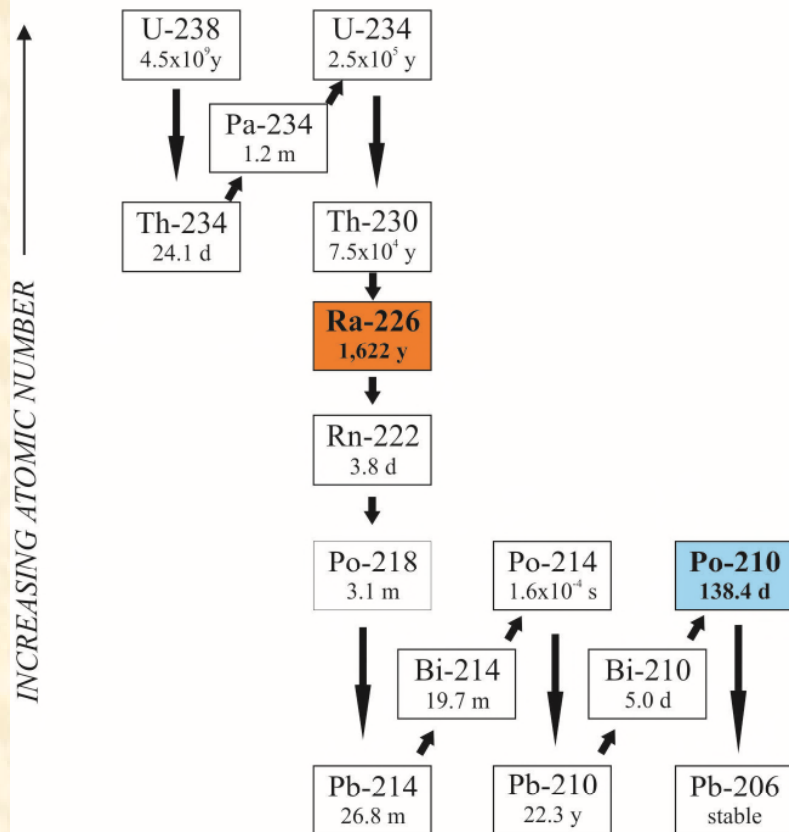 U-238
4.5x10⁹y
U-234
2.5x10⁵ y
Pa-234
1.2 m
Th-234
24.1 d
Th-230
7.5x10⁴ y
Ra-226
1,622 y
Rn-222
3.8 d
Po-218
3.1 m
Po-214
1.6x10⁻⁴ s
Po-210
138.4 d
Bi-214
19.7 m
Bi-210
5.0 d
Pb-214
26.8 m
Pb-210
22.3 y
Pb-206
stable
INCREASING ATOMIC NUMBER